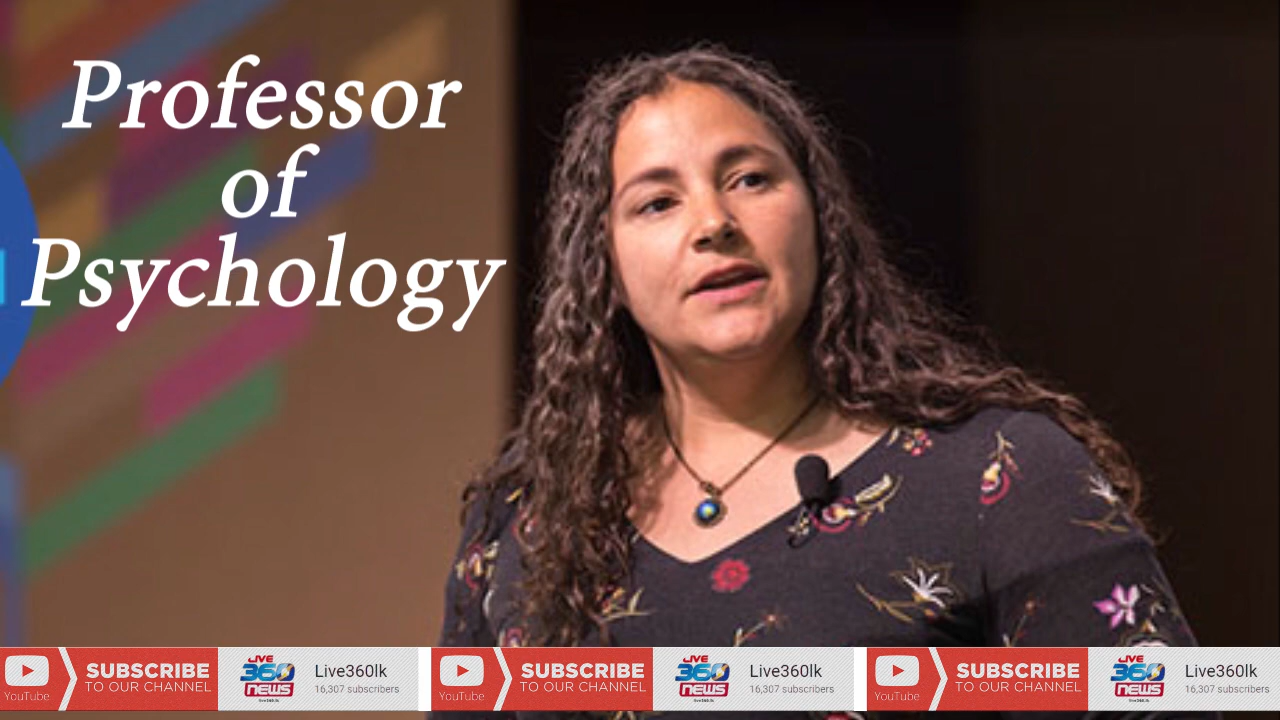 Professor
of
Psychology
YouTube
SUBSCRIBE
TO OUR CHANNEL
LIVE
360
NEWS
Live360lk
16,307 subscribers
YouTube
SUBSCRIBE
TO OUR CHANNEL
LIVE
360
NEWS
Live360lk
16,307 subscribers
YouTube
SUBSCRIBE
TO OUR CHANNEL
LIVE
360
NEWS
Live360lk
16,307 subscribers